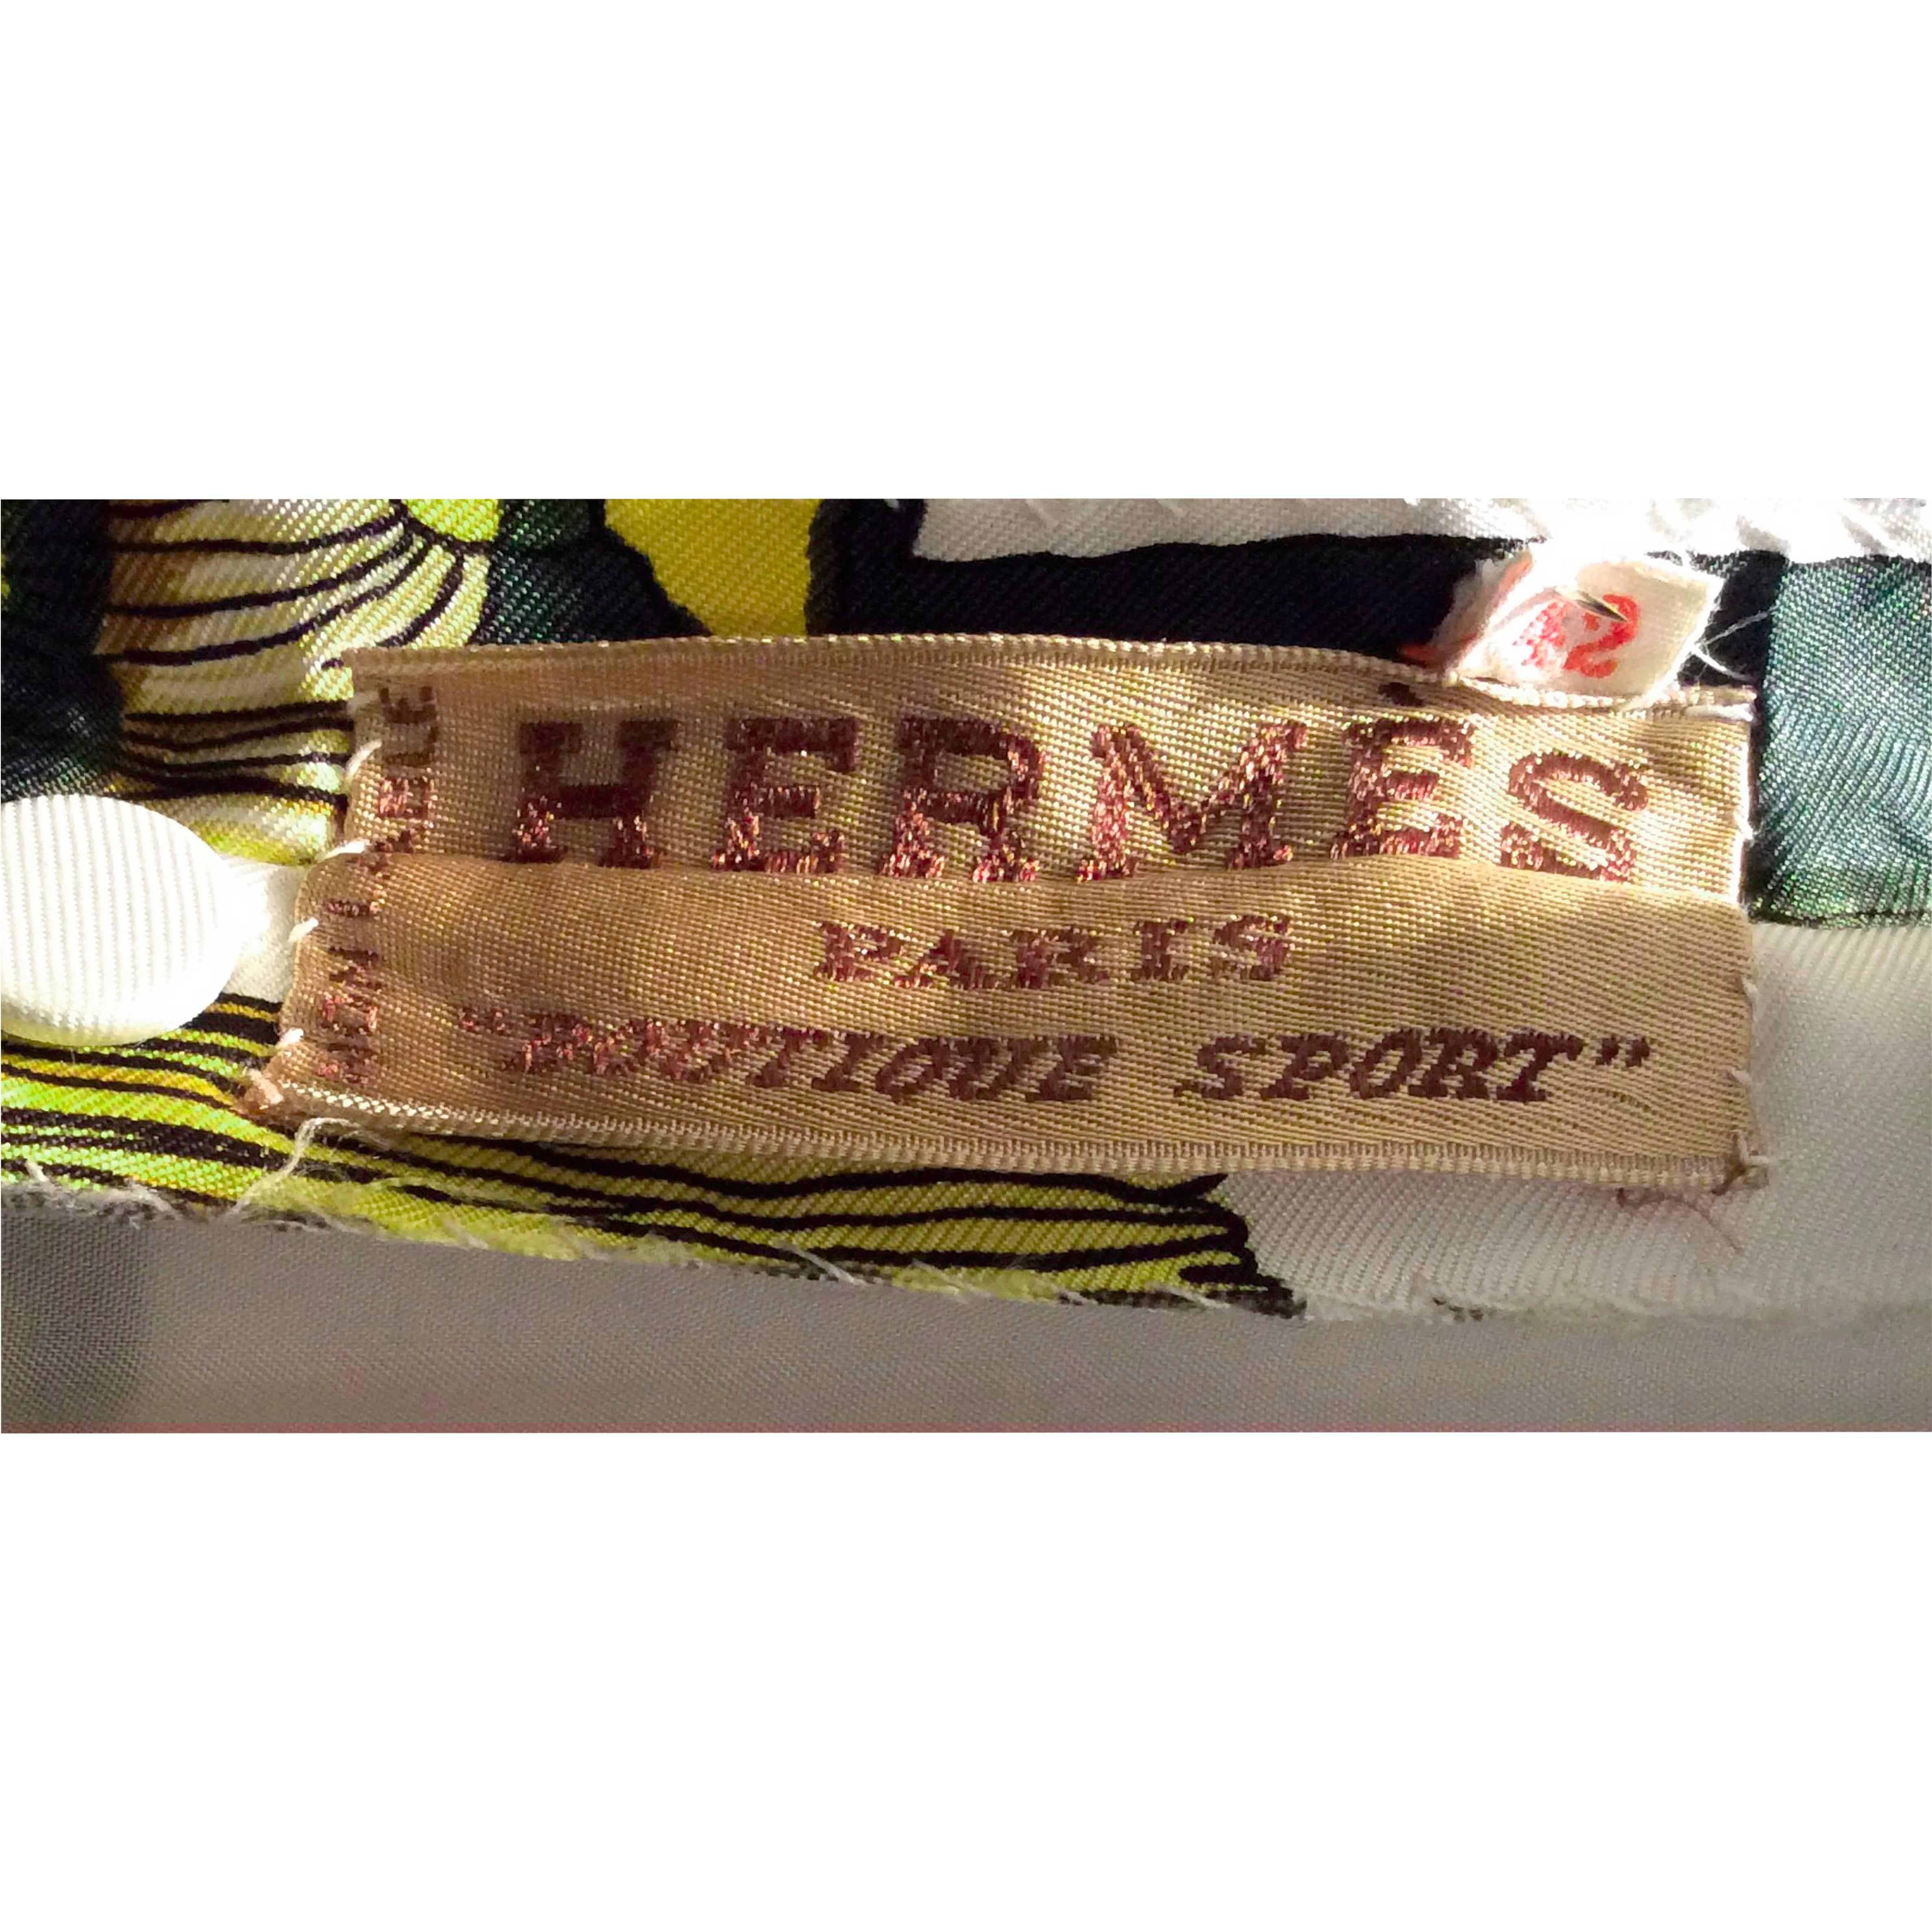 HERMÈS
PARIS
"BOUTIQUE SPORT"